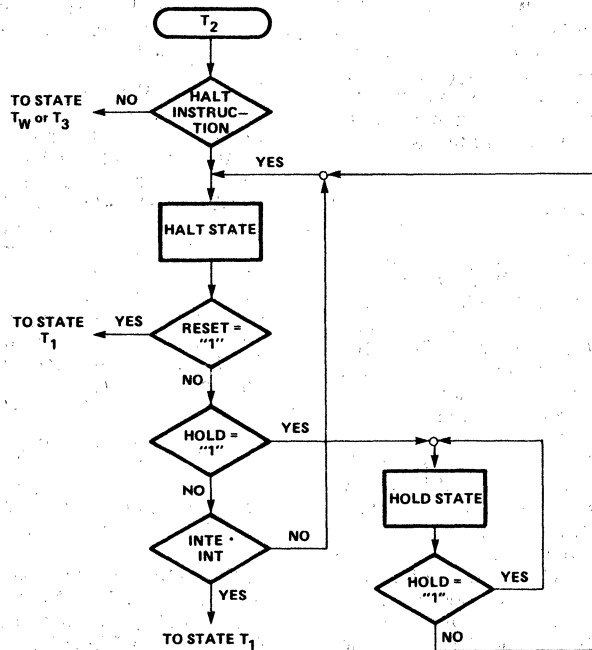 T2
HALT
INSTRUC-
TION
NO
TO STATE
TW or T3
YES
HALT STATE
RESET =
"1"
YES
TO STATE
T1
NO
HOLD =
"1"
YES
NO
HOLD STATE
INTE ·
INT
NO
YES
HOLD =
"1"
YES
NO
TO STATE T1